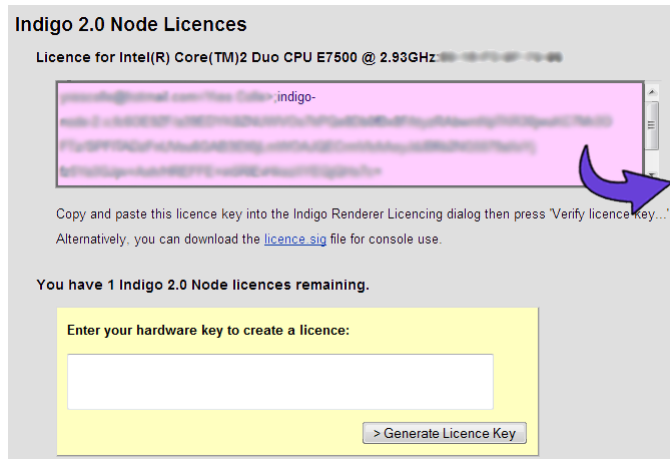 Indigo 2.0 Node Licences
Licence for Intel(R) Core(TM)2 Duo CPU E7500 @ 2.93GHz:
;indigo-
Copy and paste this licence key into the Indigo Renderer Licencing dialog then press 'Verify licence key...'
Alternatively, you can download the licence sig file for console use.
You have 1 Indigo 2.0 Node licences remaining.
Enter your hardware key to create a licence:
> Generate Licence Key